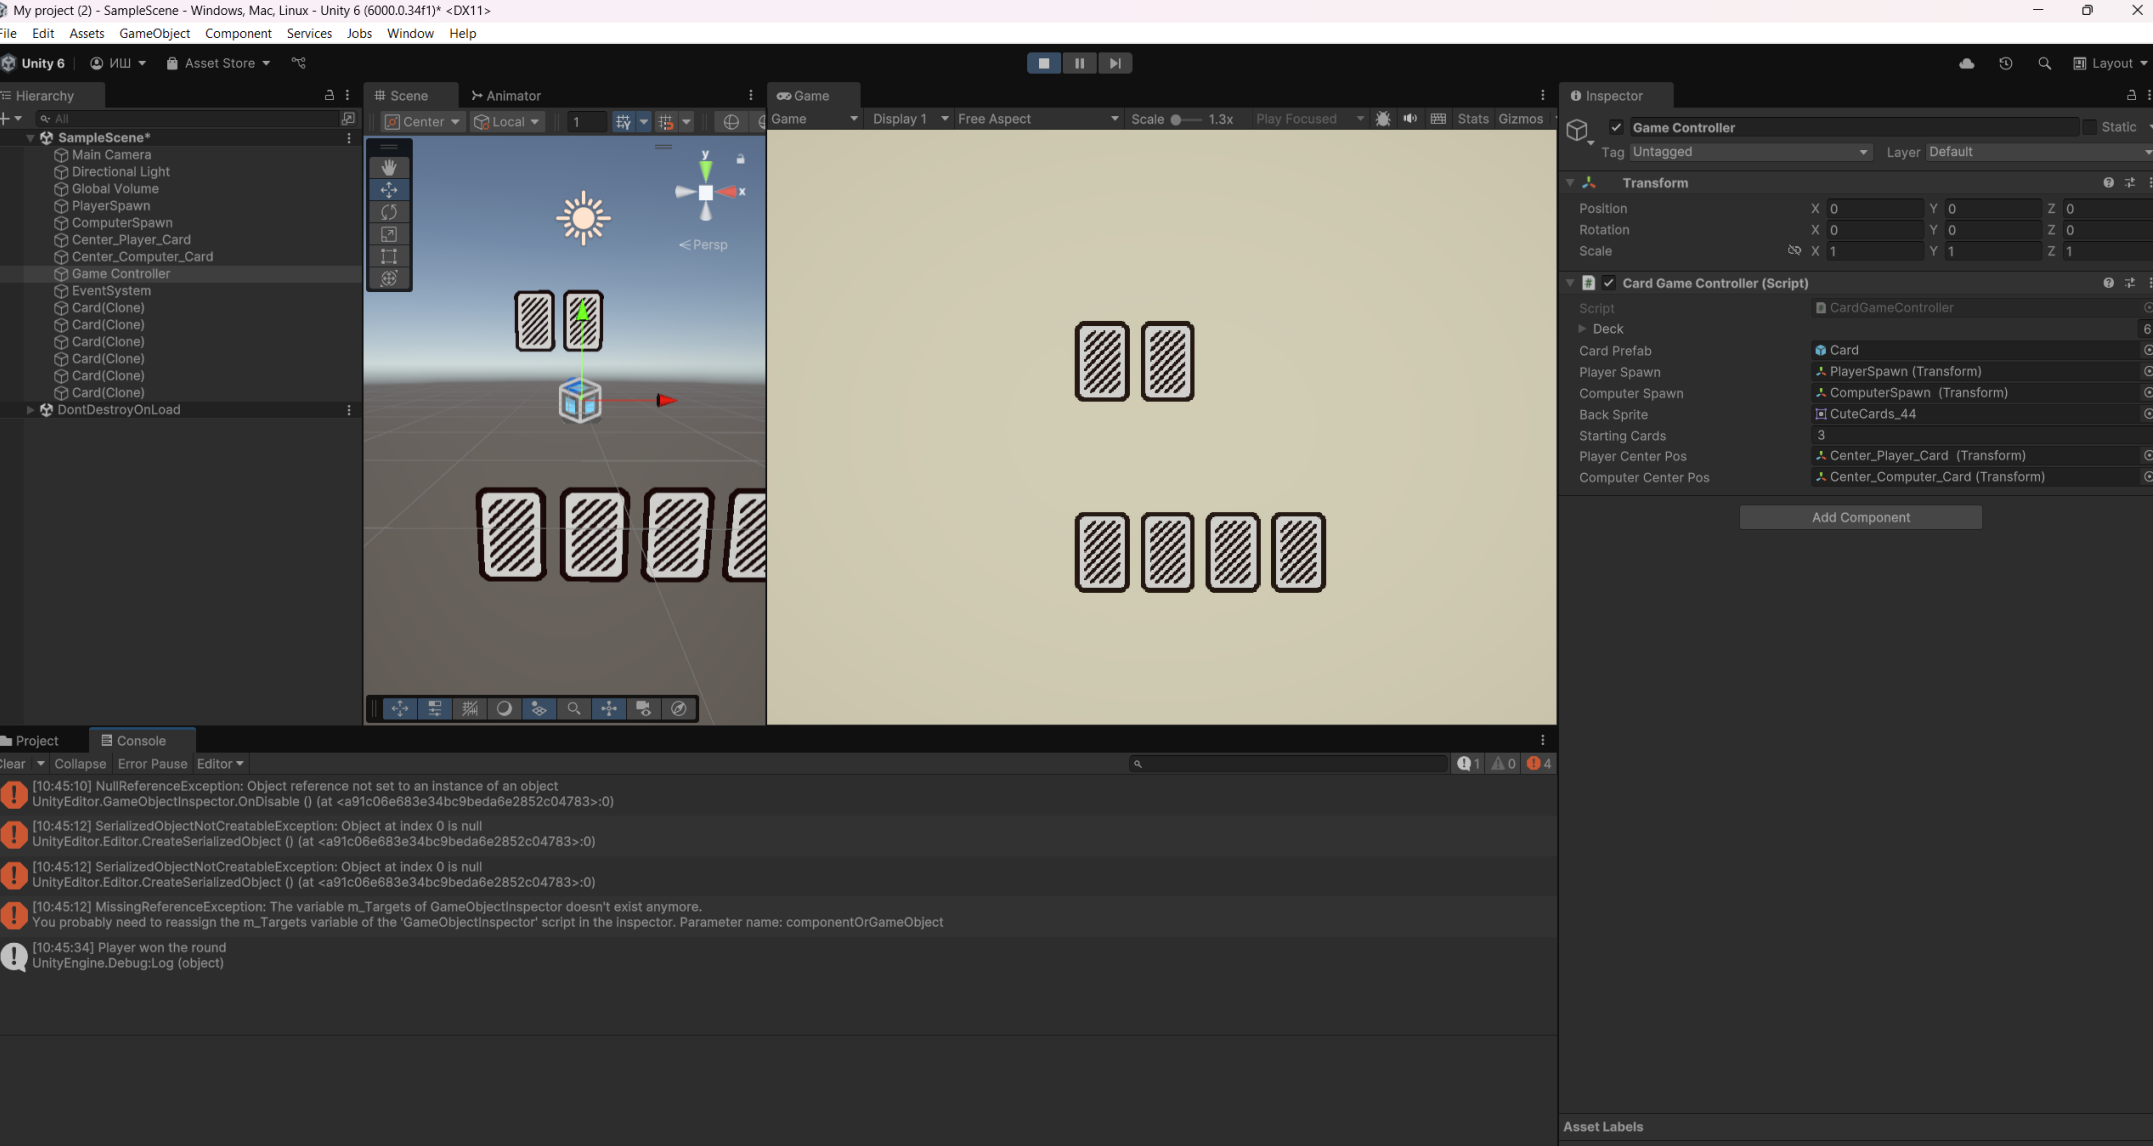 My project (2) - SampleScene - Windows, Mac, Linux - Unity 6 (6000.0.34f1)* <DX11>
File Edit Assets GameObject Component Services Jobs Window Help
Unity 6 ИШ Asset Store Layout
Hierarchy
All
SampleScene*
Main Camera
Directional Light
Global Volume
PlayerSpawn
ComputerSpawn
Center_Player_Card
Center_Computer_Card
Game Controller
EventSystem
Card(Clone)
Card(Clone)
Card(Clone)
Card(Clone)
Card(Clone)
Card(Clone)
DontDestroyOnLoad
Scene Animator
Center Local 1
y
x
Persp
Game
Game Display 1 Free Aspect Scale 1.3x Play Focused Stats Gizmos
Inspector
Game Controller Static
Tag Untagged Layer Default
Transform
Position X 0 Y 0 Z 0
Rotation X 0 Y 0 Z 0
Scale X 1 Y 1 Z 1
Card Game Controller (Script)
Script CardGameController
Deck 6
Card Prefab Card
Player Spawn PlayerSpawn (Transform)
Computer Spawn ComputerSpawn (Transform)
Back Sprite CuteCards_44
Starting Cards 3
Player Center Pos Center_Player_Card (Transform)
Computer Center Pos Center_Computer_Card (Transform)
Add Component
Project Console
Clear Collapse Error Pause Editor 1 0 4
[10:45:10] NullReferenceException: Object reference not set to an instance of an object
UnityEditor.GameObjectInspector.OnDisable () (at <a91c06e683e34bc9beda6e2852c04783>:0)
[10:45:12] SerializedObjectNotCreatableException: Object at index 0 is null
UnityEditor.Editor.CreateSerializedObject () (at <a91c06e683e34bc9beda6e2852c04783>:0)
[10:45:12] SerializedObjectNotCreatableException: Object at index 0 is null
UnityEditor.Editor.CreateSerializedObject () (at <a91c06e683e34bc9beda6e2852c04783>:0)
[10:45:12] MissingReferenceException: The variable m_Targets of GameObjectInspector doesn't exist anymore.
You probably need to reassign the m_Targets variable of the 'GameObjectInspector' script in the inspector. Parameter name: componentOrGameObject
[10:45:34] Player won the round
UnityEngine.Debug:Log (object)
Asset Labels